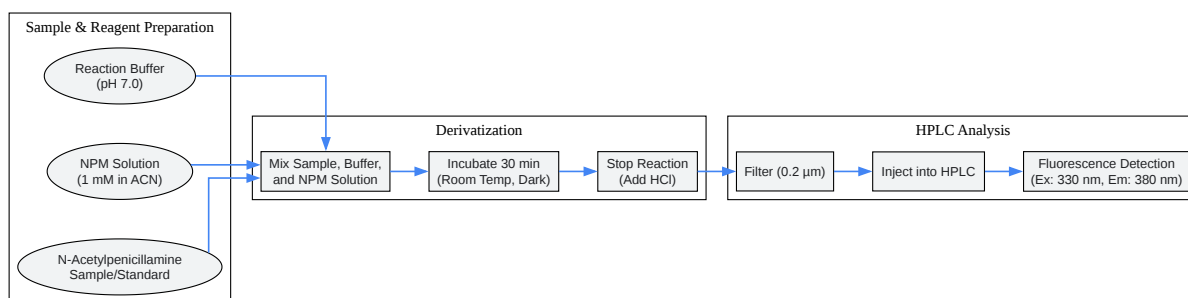 Sample & Reagent Preparation
Reaction Buffer
(pH 7.0)
NPM Solution
(1 mM in ACN)
N-Acetylpenicillamine
Sample/Standard
Derivatization
Mix Sample, Buffer,
and NPM Solution
Incubate 30 min
(Room Temp, Dark)
Stop Reaction
(Add HCl)
HPLC Analysis
Filter (0.2 µm)
Inject into HPLC
Fluorescence Detection
(Ex: 330 nm, Em: 380 nm)